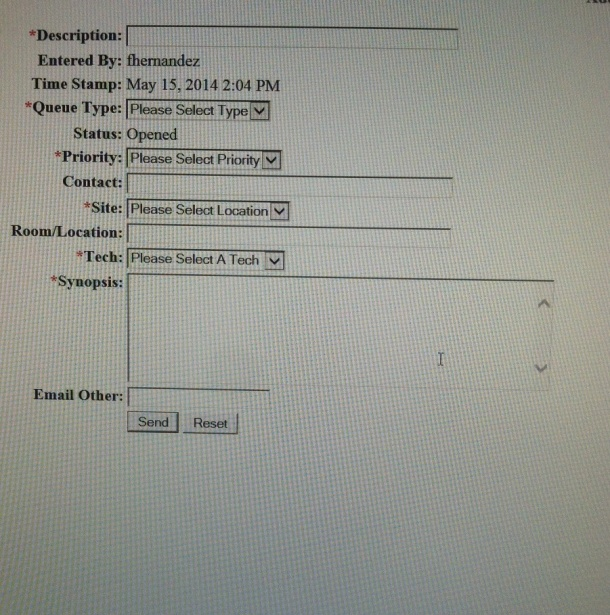 *Description:
Entered By: fhernandez
Time Stamp: May 15, 2014 2:04 PM
*Queue Type: Please Select Type
Status: Opened
*Priority: Please Select Priority
Contact:
*Site: Please Select Location
Room/Location:
*Tech: Please Select A Tech
*Synopsis:
Email Other:
Send Reset